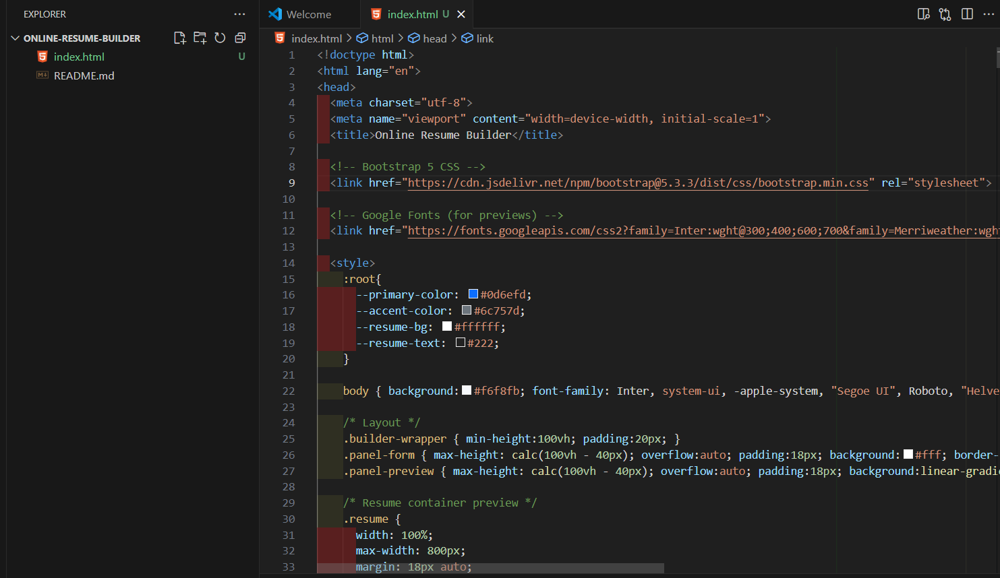 EXPLORER
ONLINE-RESUME-BUILDER
index.html U
README.md
Welcome
index.html U
index.html > html > head > link
1 <!doctype html>
2 <html lang="en">
3 <head>
4 <meta charset="utf-8">
5 <meta name="viewport" content="width=device-width, initial-scale=1">
6 <title>Online Resume Builder</title>
7
8 <!-- Bootstrap 5 CSS -->
9 <link href="https://cdn.jsdelivr.net/npm/bootstrap@5.3.3/dist/css/bootstrap.min.css" rel="stylesheet">
10
11 <!-- Google Fonts (for previews) -->
12 <link href="https://fonts.googleapis.com/css2?family=Inter:wght@300;400;600;700&family=Merriweather:wght
13
14 <style>
15 :root{
16 --primary-color: #0d6efd;
17 --accent-color: #6c757d;
18 --resume-bg: #ffffff;
19 --resume-text: #222;
20 }
21
22 body { background:#f6f8fb; font-family: Inter, system-ui, -apple-system, "Segoe UI", Roboto, "Helve
23
24 /* Layout */
25 .builder-wrapper { min-height:100vh; padding:20px; }
26 .panel-form { max-height: calc(100vh - 40px); overflow:auto; padding:18px; background:#fff; border-
27 .panel-preview { max-height: calc(100vh - 40px); overflow:auto; padding:18px; background:linear-gradie
28
29 /* Resume container preview */
30 .resume {
31 width: 100%;
32 max-width: 800px;
33 margin: 18px auto;